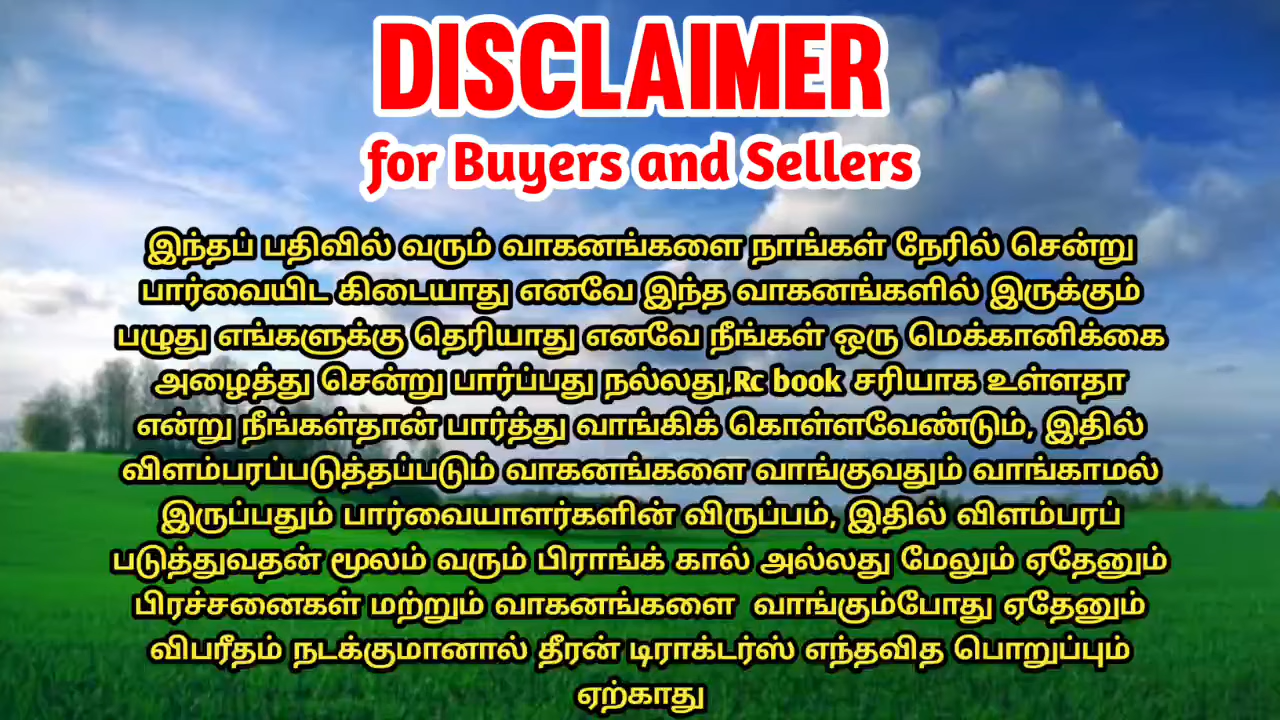 DISCLAIMER
for Buyers and Sellers
இந்தப் பதிவில் வரும் வாகனங்களை நாங்கள் நேரில் சென்று
பார்வையிட கிடையாது எனவே இந்த வாகனங்களில் இருக்கும்
பழுது எங்களுக்கு தெரியாது எனவே நீங்கள் ஒரு மெக்கானிக்கை
அழைத்து சென்று பார்ப்பது நல்லது,Rc book சரியாக உள்ளதா
என்று நீங்கள்தான் பார்த்து வாங்கிக் கொள்ளவேண்டும், இதில்
விளம்பரப்படுத்தப்படும் வாகனங்களை வாங்குவதும் வாங்காமல்
இருப்பதும் பார்வையாளர்களின் விருப்பம், இதில் விளம்பரப்
படுத்துவதன் மூலம் வரும் பிராங்க் கால் அல்லது மேலும் ஏதேனும்
பிரச்சனைகள் மற்றும் வாகனங்களை வாங்கும்போது ஏதேனும்
விபரீதம் நடக்குமானால் தீரன் டிராக்டர்ஸ் எந்தவித பொறுப்பும்
ஏற்காது